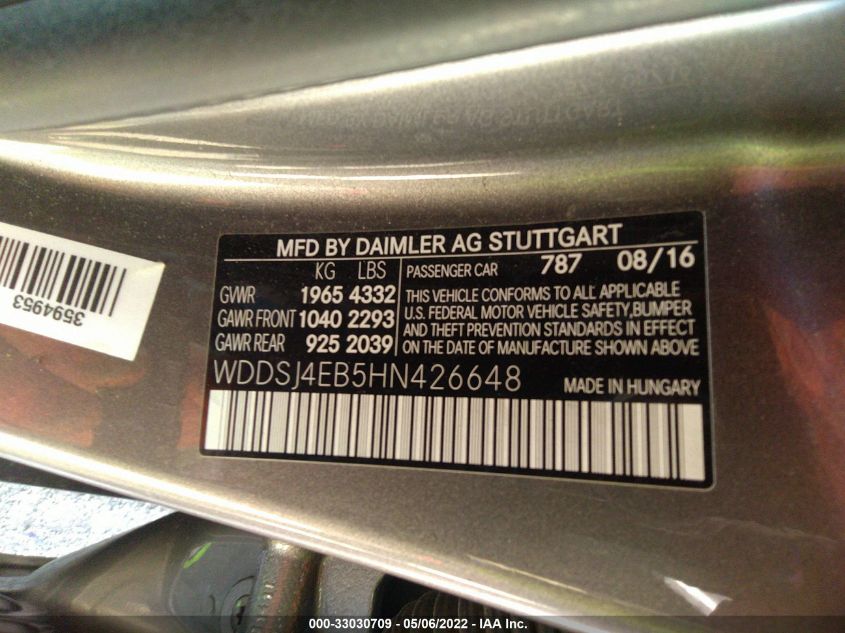 MFD BY DAIMLER AG STUTTGART
KG LBS
GVWR 1965 4332
GAWR FRONT 1040 2293
GAWR REAR 925 2039
PASSENGER CAR 787 08/16
THIS VEHICLE CONFORMS TO ALL APPLICABLE
U.S. FEDERAL MOTOR VEHICLE SAFETY,BUMPER
AND THEFT PREVENTION STANDARDS IN EFFECT
ON THE DATE OF MANUFACTURE SHOWN ABOVE
WDDSJ4EB5HN426648
MADE IN HUNGARY
3594953
000-33030709 - 05/06/2022 - IAA Inc.